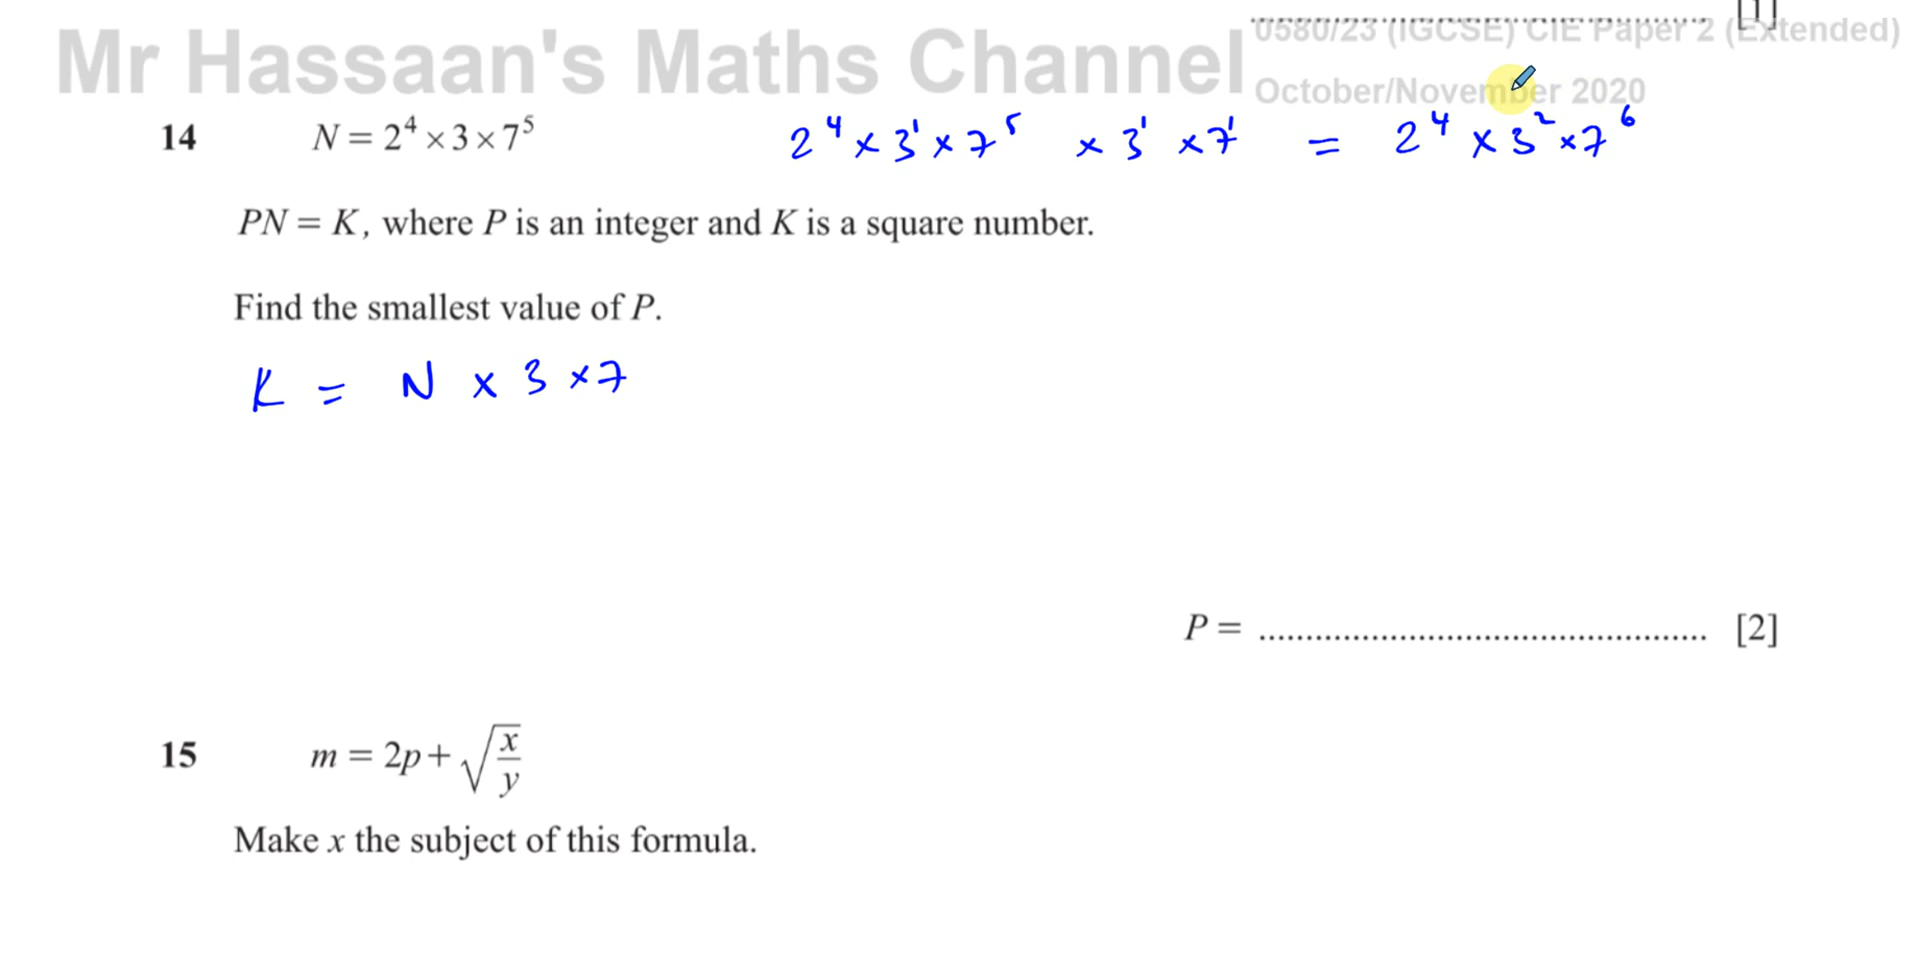 [1]
Mr Hassaan's Maths Channel
0580/23 (IGCSE) CIE Paper 2 (Extended)
October/November 2020
14 N = 2⁴ × 3 × 7⁵
2⁴ × 3¹ × 7⁵ × 3¹ × 7¹ = 2⁴ × 3² × 7⁶
PN = K, where P is an integer and K is a square number.
Find the smallest value of P.
K = N × 3 × 7
P = ................................................ [2]
15 m = 2p + √(x/y)
Make x the subject of this formula.